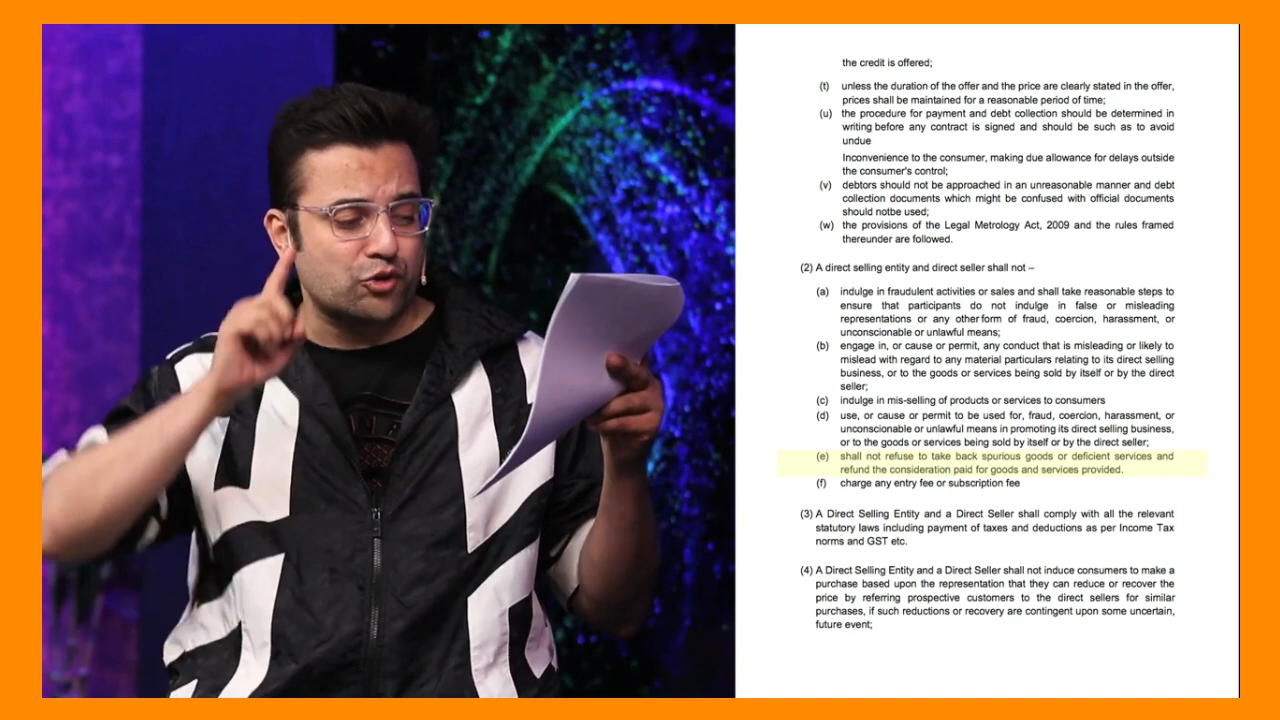 the credit is offered;
(t) unless the duration of the offer and the price are clearly stated in the offer,
prices shall be maintained for a reasonable period of time;
(u) the procedure for payment and debt collection should be determined in
writing before any contract is signed and should be such as to avoid
undue
Inconvenience to the consumer, making due allowance for delays outside
the consumer's control;
(v) debtors should not be approached in an unreasonable manner and debt
collection documents which might be confused with official documents
should notbe used;
(w) the provisions of the Legal Metrology Act, 2009 and the rules framed
thereunder are followed.
(2) A direct selling entity and direct seller shall not –
(a) indulge in fraudulent activities or sales and shall take reasonable steps to
ensure that participants do not indulge in false or misleading
representations or any other form of fraud, coercion, harassment, or
unconscionable or unlawful means;
(b) engage in, or cause or permit, any conduct that is misleading or likely to
mislead with regard to any material particulars relating to its direct selling
business, or to the goods or services being sold by itself or by the direct
seller;
(c) indulge in mis-selling of products or services to consumers
(d) use, or cause or permit to be used for, fraud, coercion, harassment, or
unconscionable or unlawful means in promoting its direct selling business,
or to the goods or services being sold by itself or by the direct seller;
(e) shall not refuse to take back spurious goods or deficient services and
refund the consideration paid for goods and services provided.
(f) charge any entry fee or subscription fee
(3) A Direct Selling Entity and a Direct Seller shall comply with all the relevant
statutory laws including payment of taxes and deductions as per Income Tax
norms and GST etc.
(4) A Direct Selling Entity and a Direct Seller shall not induce consumers to make a
purchase based upon the representation that they can reduce or recover the
price by referring prospective customers to the direct sellers for similar
purchases, if such reductions or recovery are contingent upon some uncertain,
future event;